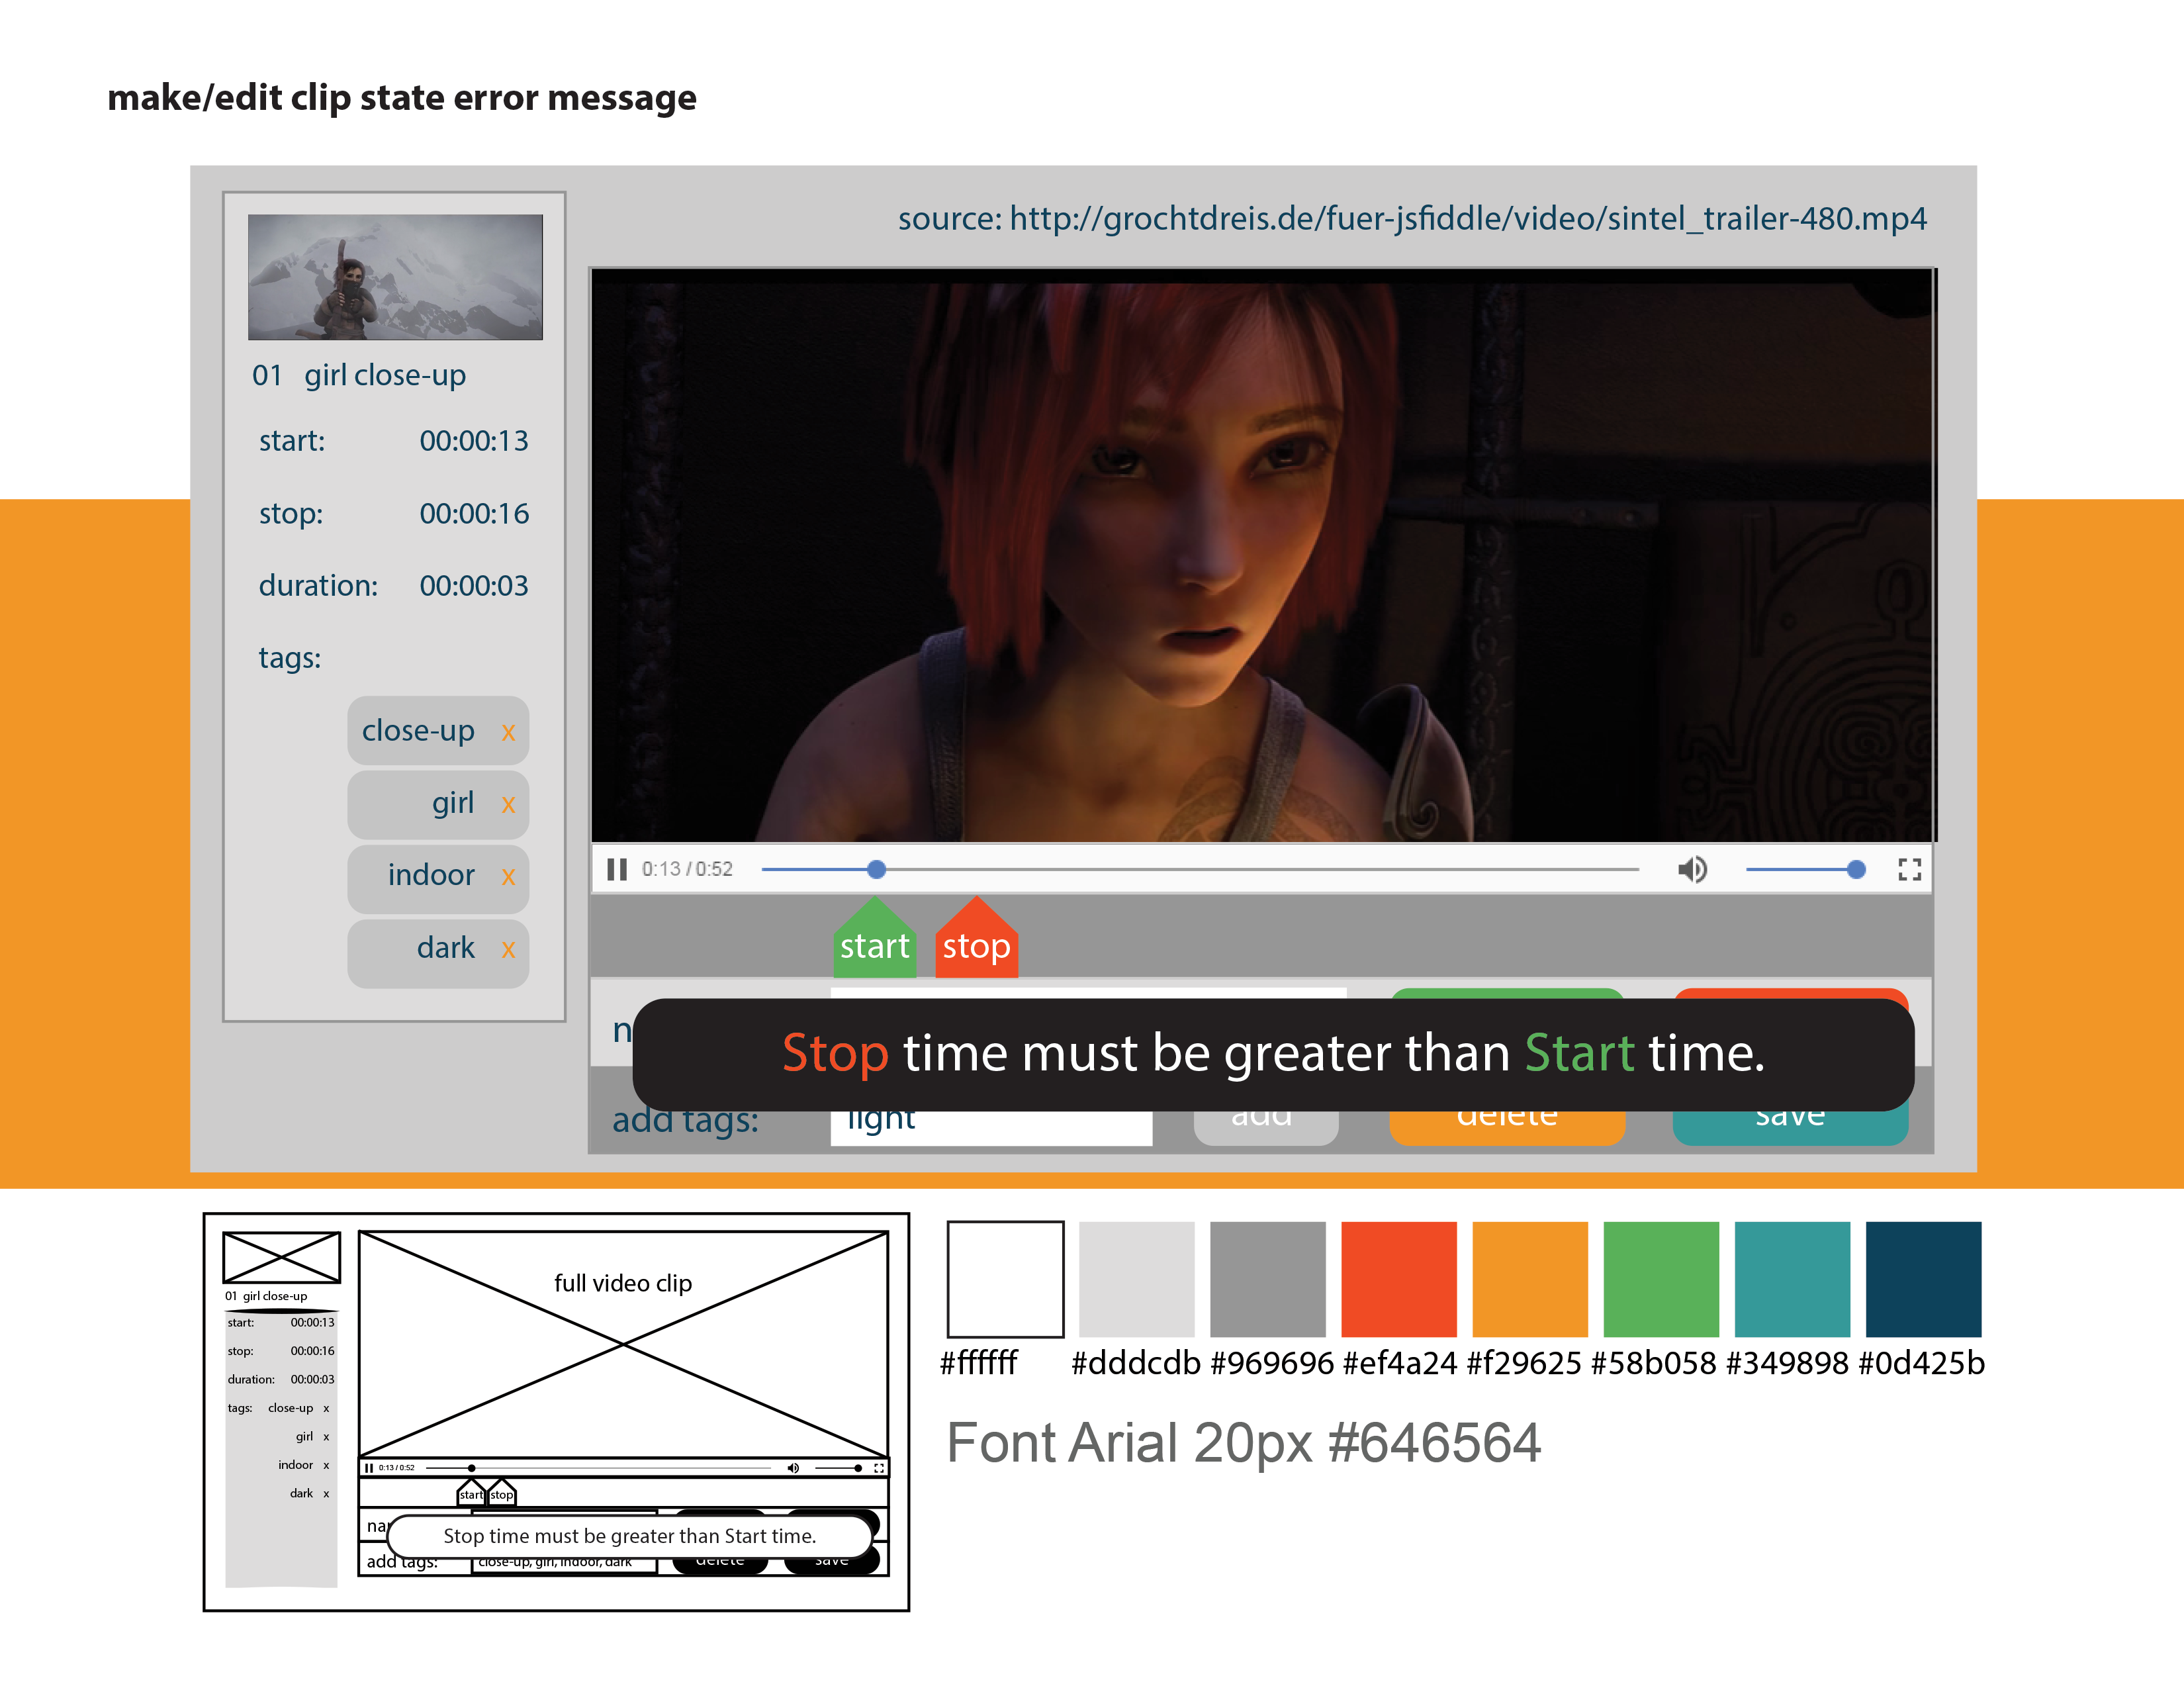 make/edit clip state error message
source: http://grochtdreis.de/fuer-jsfiddle/video/sintel_trailer-480.mp4
01 girl close-up
start: 00:00:13
stop: 00:00:16
duration: 00:00:03
tags:
close-up x
girl x
indoor x
dark x
0:13 / 0:52
start stop
Stop time must be greater than Start time.
add tags: light add delete save
full video clip
01 girl close-up
start: 00:00:13
stop: 00:00:16
duration: 00:00:03
tags: close-up x
girl x
indoor x
dark x
0:13 / 0:52
start stop
Stop time must be greater than Start time.
add tags: close-up, girl, indoor, dark delete save
#ffffff #dddcdb #969696 #ef4a24 #f29625 #58b058 #349898 #0d425b
Font Arial 20px #646564